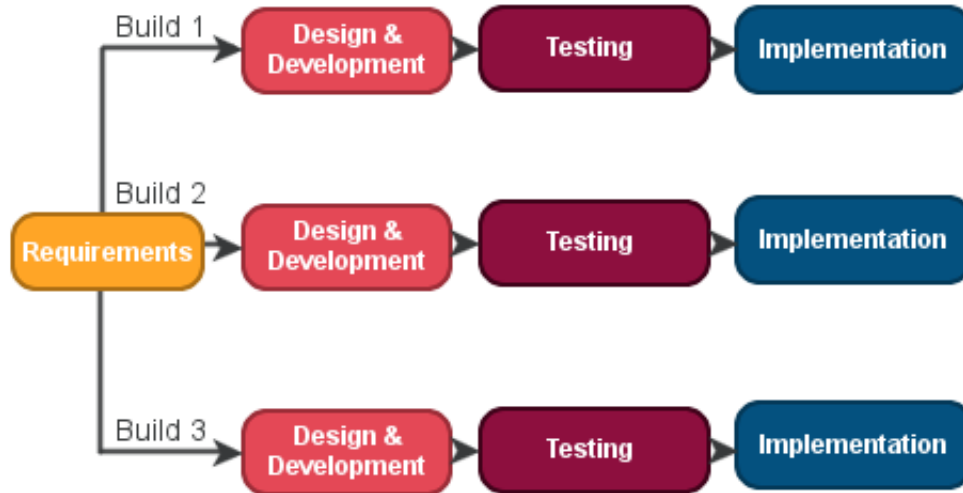 Build 1
Design &
Development
Testing
Implementation
Build 2
Requirements
Design &
Development
Testing
Implementation
Build 3
Design &
Development
Testing
Implementation